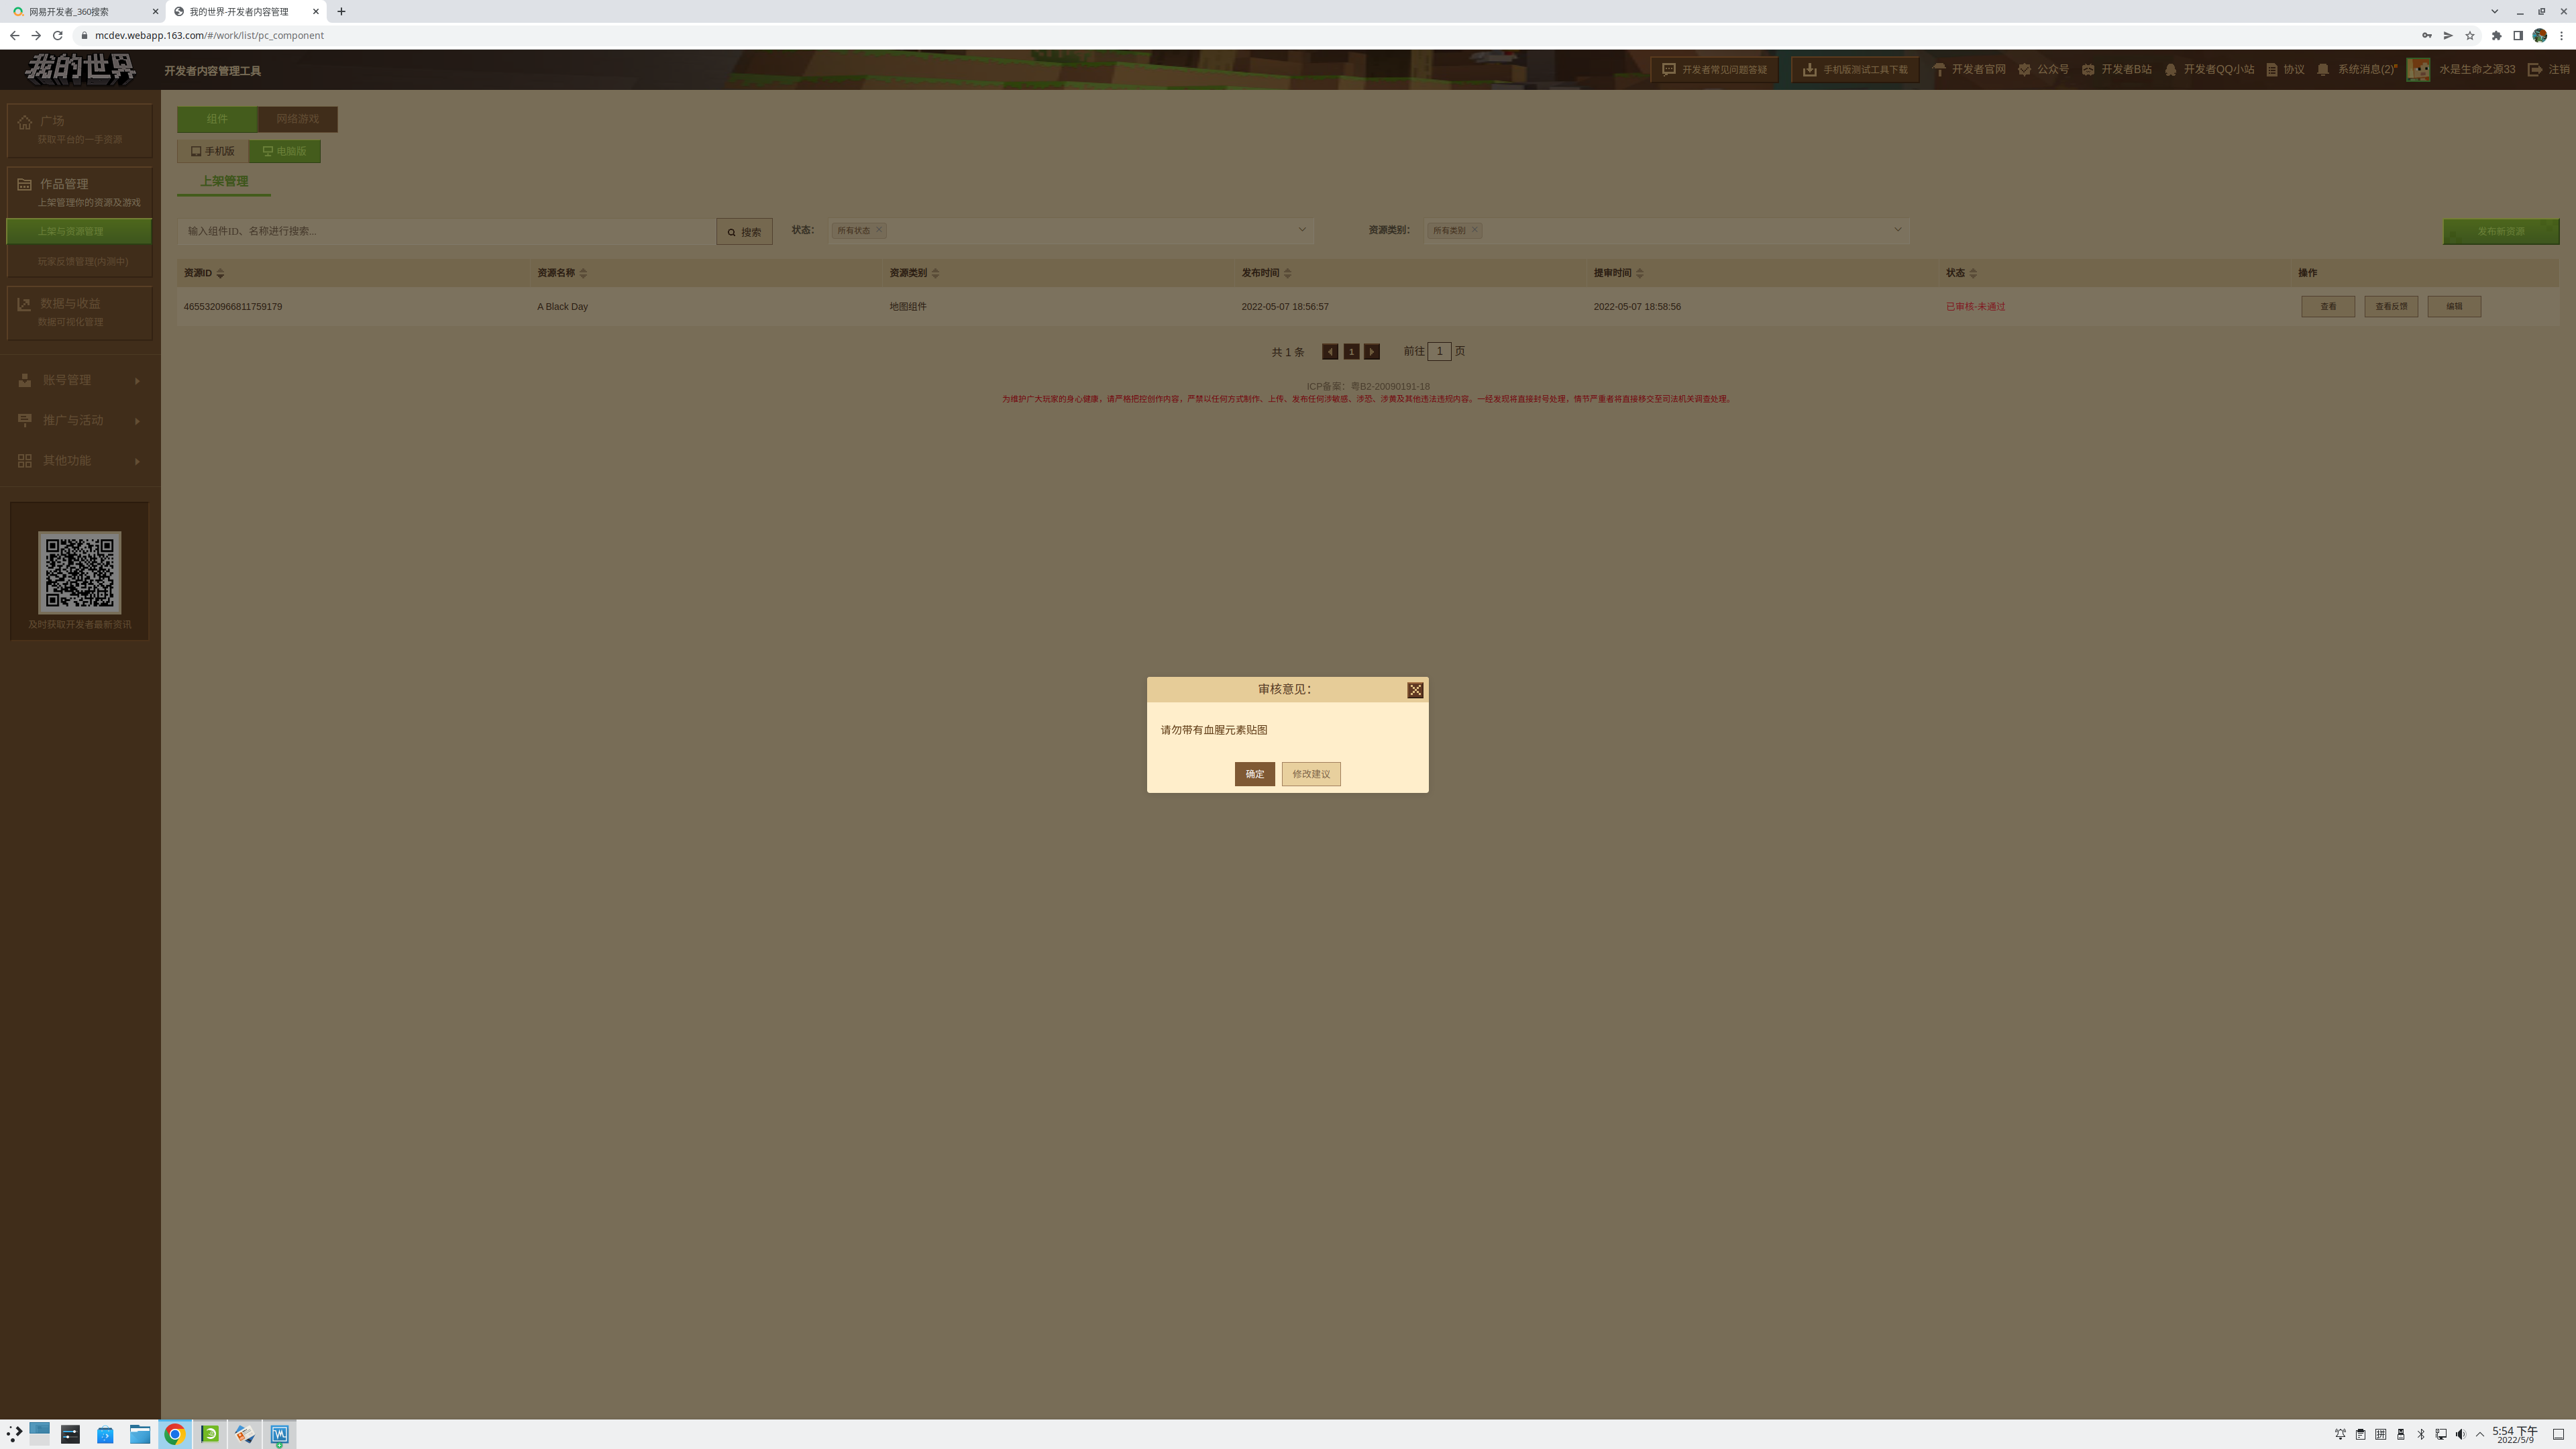 网易开发者_360搜索
我的世界-开发者内容管理
mcdev.webapp.163.com/#/work/list/pc_component
我的世界
开发者内容管理工具
开发者常见问题答疑
手机版测试工具下载
开发者官网
公众号
开发者B站
开发者QQ小站
协议
系统消息(2)
水是生命之源33
注销
广场
获取平台的一手资源
作品管理
上架管理你的资源及游戏
上架与资源管理
玩家反馈管理(内测中)
数据与收益
数据可视化管理
账号管理
推广与活动
其他功能
及时获取开发者最新资讯
组件
网络游戏
手机版
电脑版
上架管理
输入组件ID、名称进行搜索...
搜索
状态：
所有状态
资源类别：
所有类别
发布新资源
资源ID 资源名称 资源类别 发布时间 提审时间 状态 操作
4655320966811759179 A Black Day 地图组件 2022-05-07 18:56:57 2022-05-07 18:58:56 已审核-未通过 查看 查看反馈 编辑
共 1 条 1 前往 1 页
ICP备案：粤B2-20090191-18
为维护广大玩家的身心健康，请严格把控创作内容，严禁以任何方式制作、上传、发布任何涉敏感、涉恐、涉黄及其他违法违规内容。一经发现将直接封号处理，情节严重者将直接移交至司法机关调查处理。
审核意见：
请勿带有血腥元素贴图
确定
修改建议
5:54 下午
2022/5/9